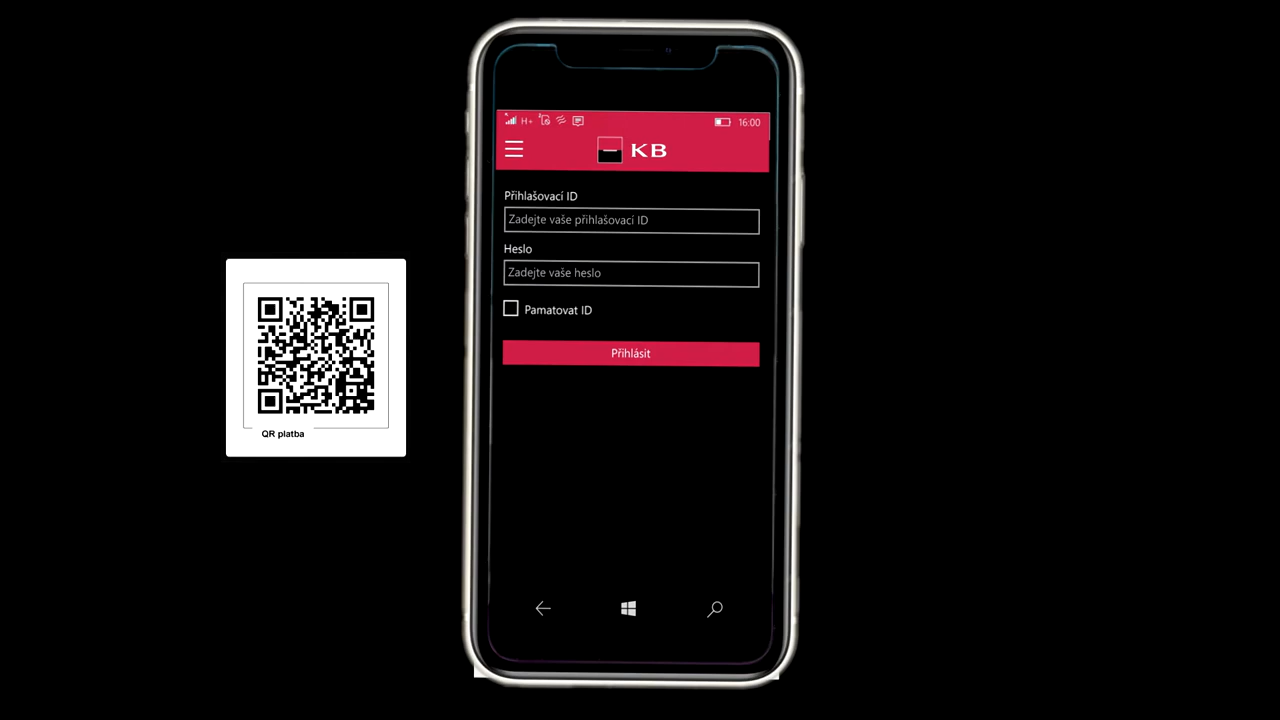 H+
16:00
KB
Přihlašovací ID
Zadejte vaše přihlašovací ID
Heslo
Zadejte vaše heslo
Pamatovat ID
Přihlásit
QR platba